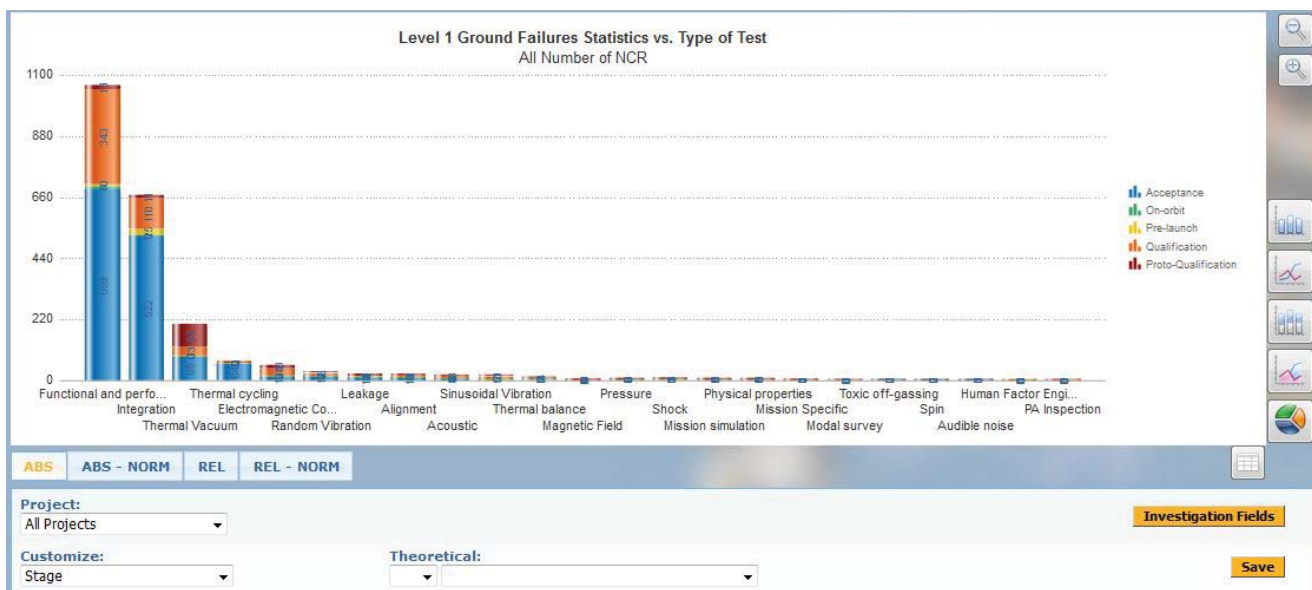 Level 1 Ground Failures Statistics vs. Type of Test
All Number of NCR
1100
880
660
440
220
0
343
110
522
Acceptance
On-orbit
Pre-launch
Qualification
Proto-Qualification
Functional and perfo... Thermal cycling Leakage Sinusoidal Vibration Pressure Physical properties Toxic off-gassing Human Factor Engi...
Integration Electromagnetic Co... Alignment Thermal balance Shock Mission Specific Spin PA Inspection
Thermal Vacuum Random Vibration Acoustic Magnetic Field Mission simulation Modal survey Audible noise
ABS ABS - NORM REL REL - NORM
Project:
All Projects
Investigation Fields
Customize: Theoretical:
Stage
Save